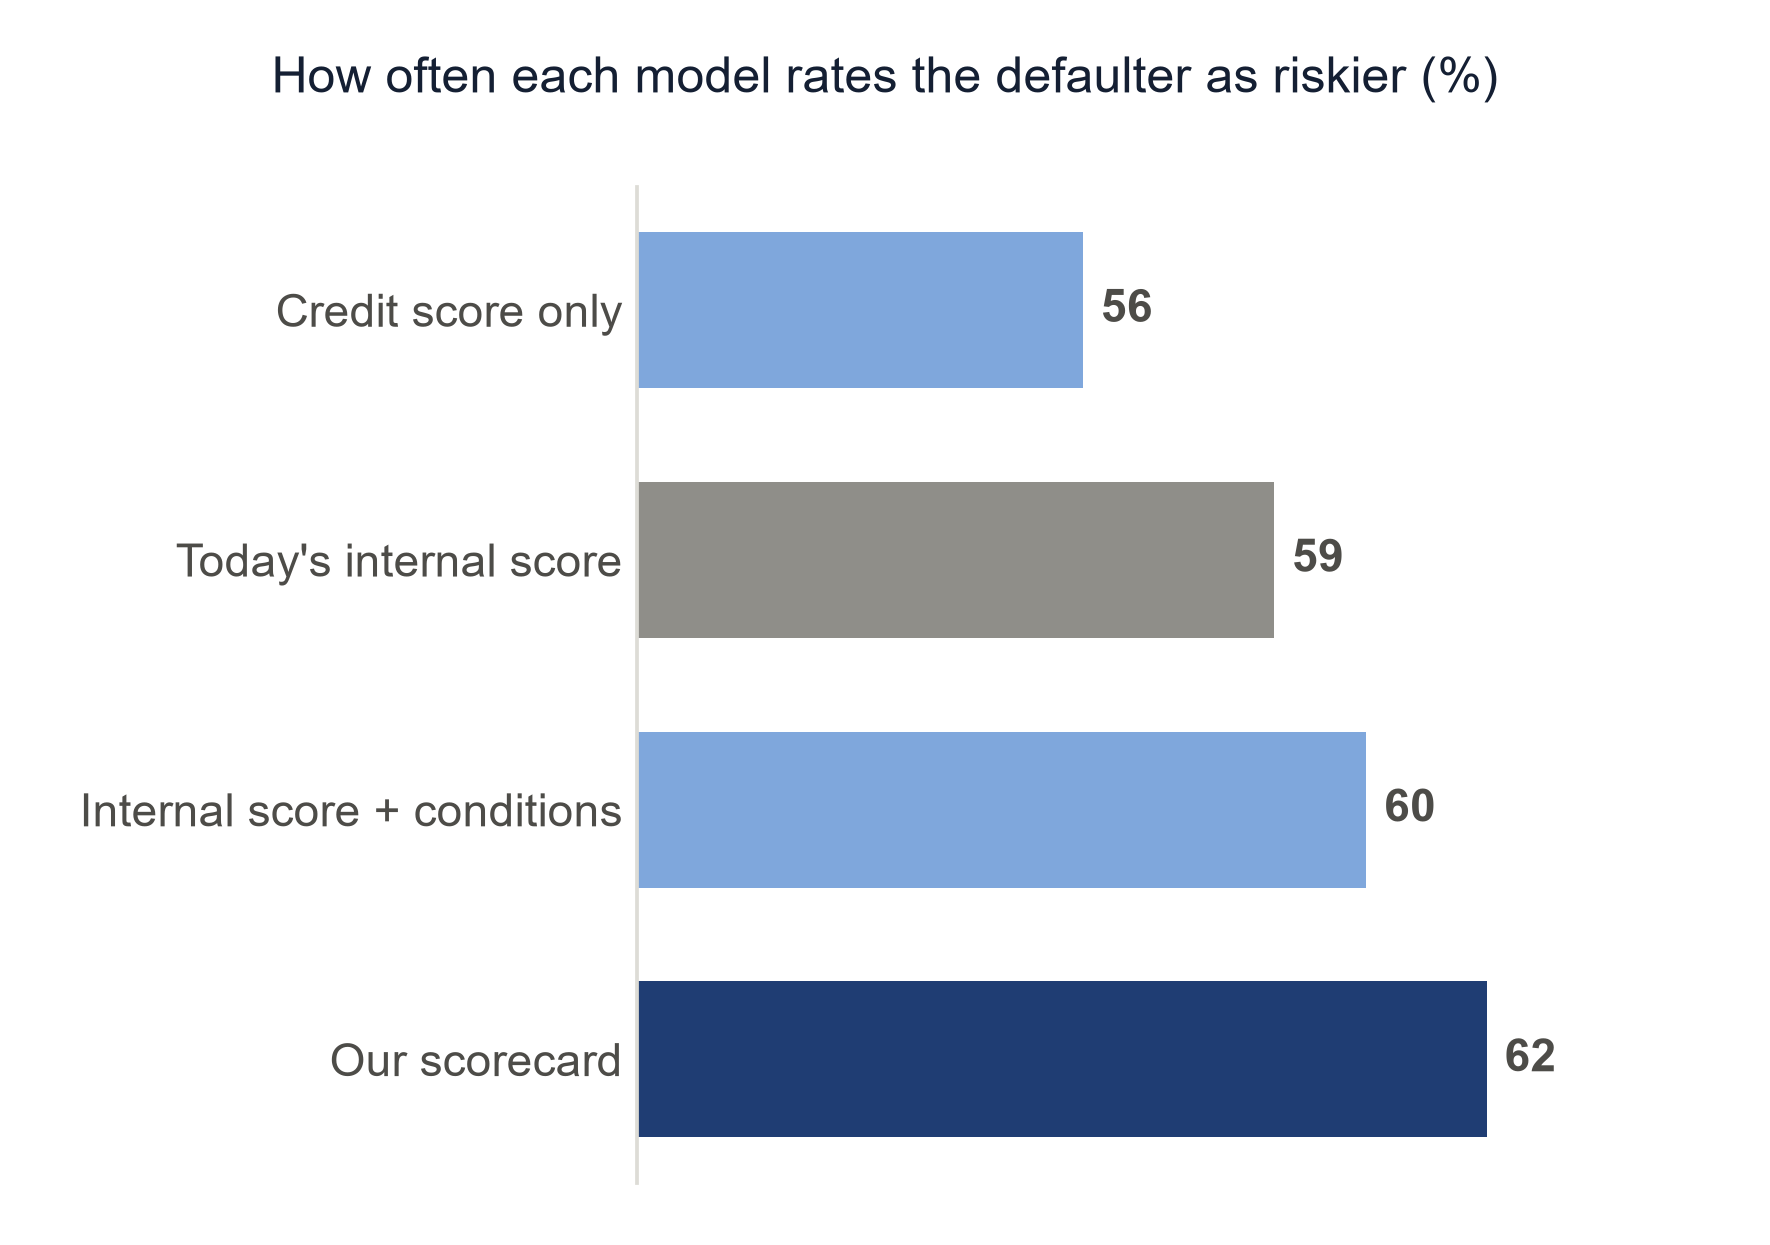 How often each model rates the defaulter as riskier (%)
Credit score only
56
Today's internal score
59
Internal score + conditions
60
Our scorecard
62